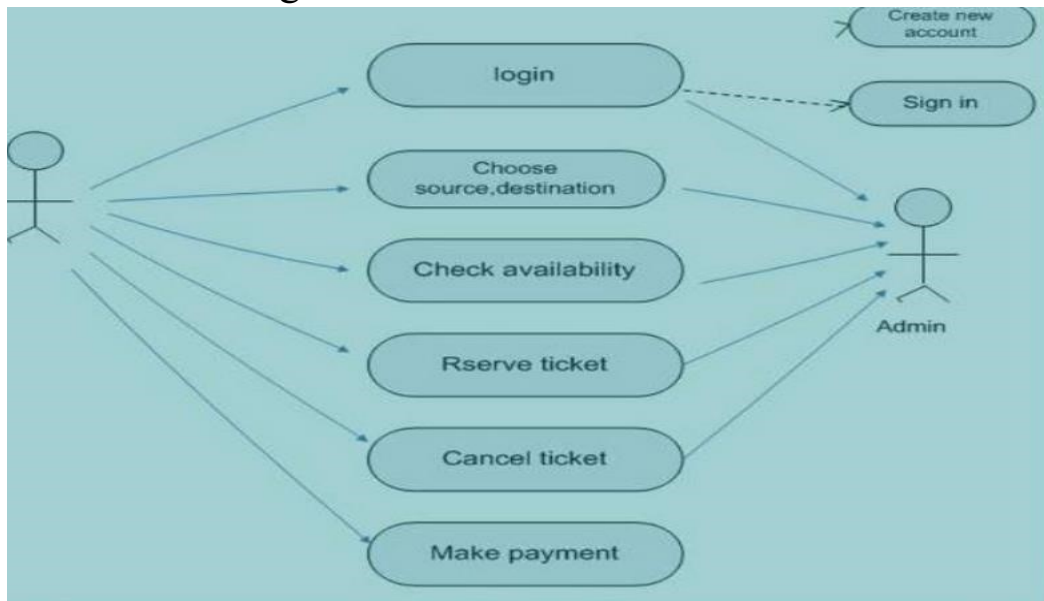 Create new
account
login
Sign in
Choose
source,destination
Check availability
Admin
Rserve ticket
Cancel ticket
Make payment